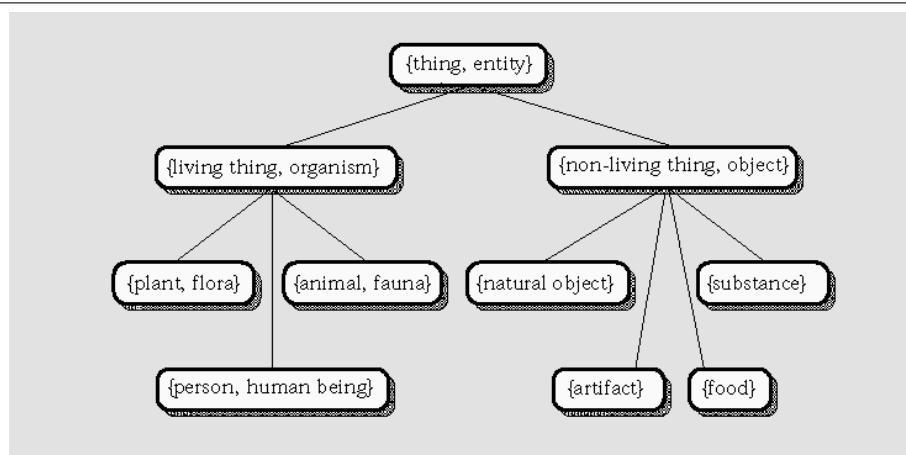 {thing, entity}
{living thing, organism}
{non-living thing, object}
{plant, flora}
{animal, fauna}
{natural object}
{substance}
{person, human being}
{artifact}
{food}